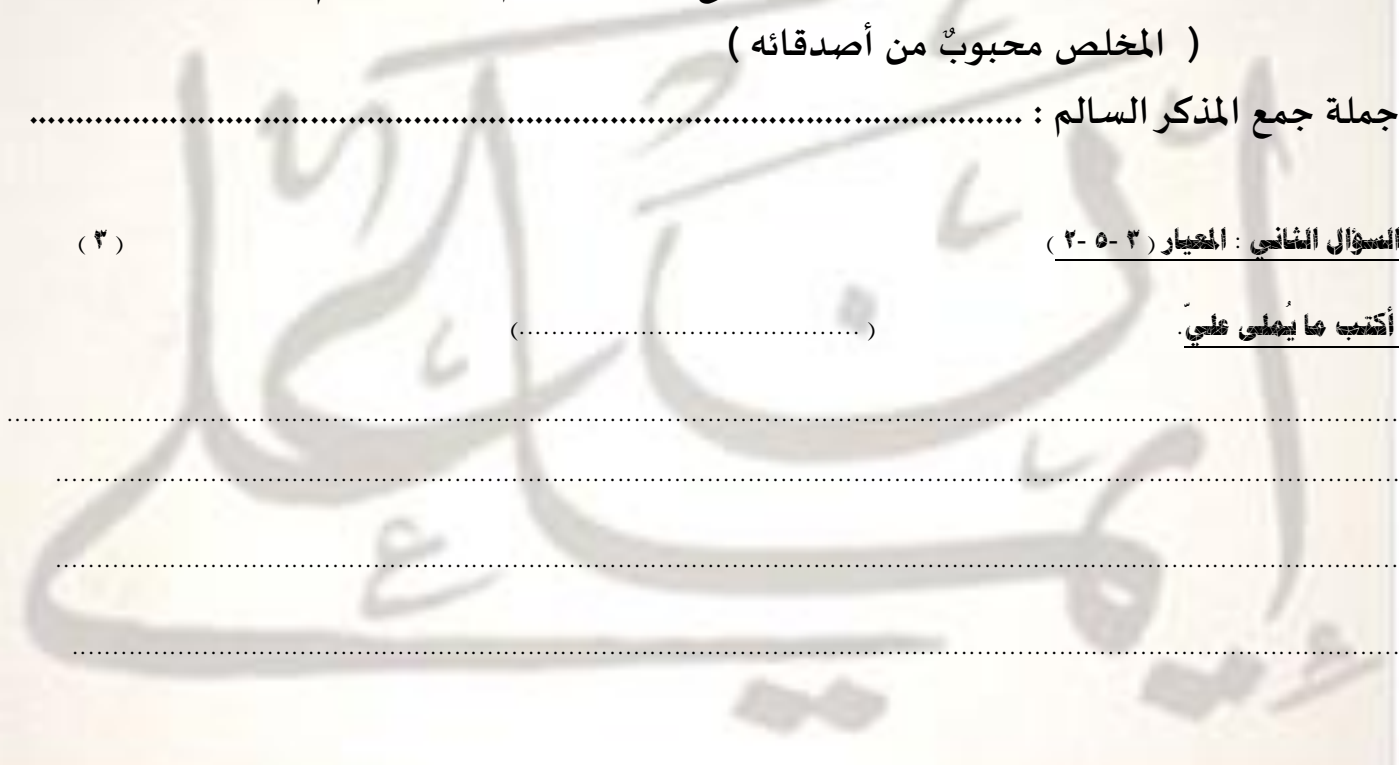 ( المخلص محبوبٌ من أصدقائه )
جملة جمع المذكر السالم : ........................................................................
السؤال الثاني : المعيار ( ٣ -٥ -٢ ) ( ٣ )
أكتب ما يُملى عليّ. ( ..................................... )
........................................................................
........................................................................
........................................................................
........................................................................